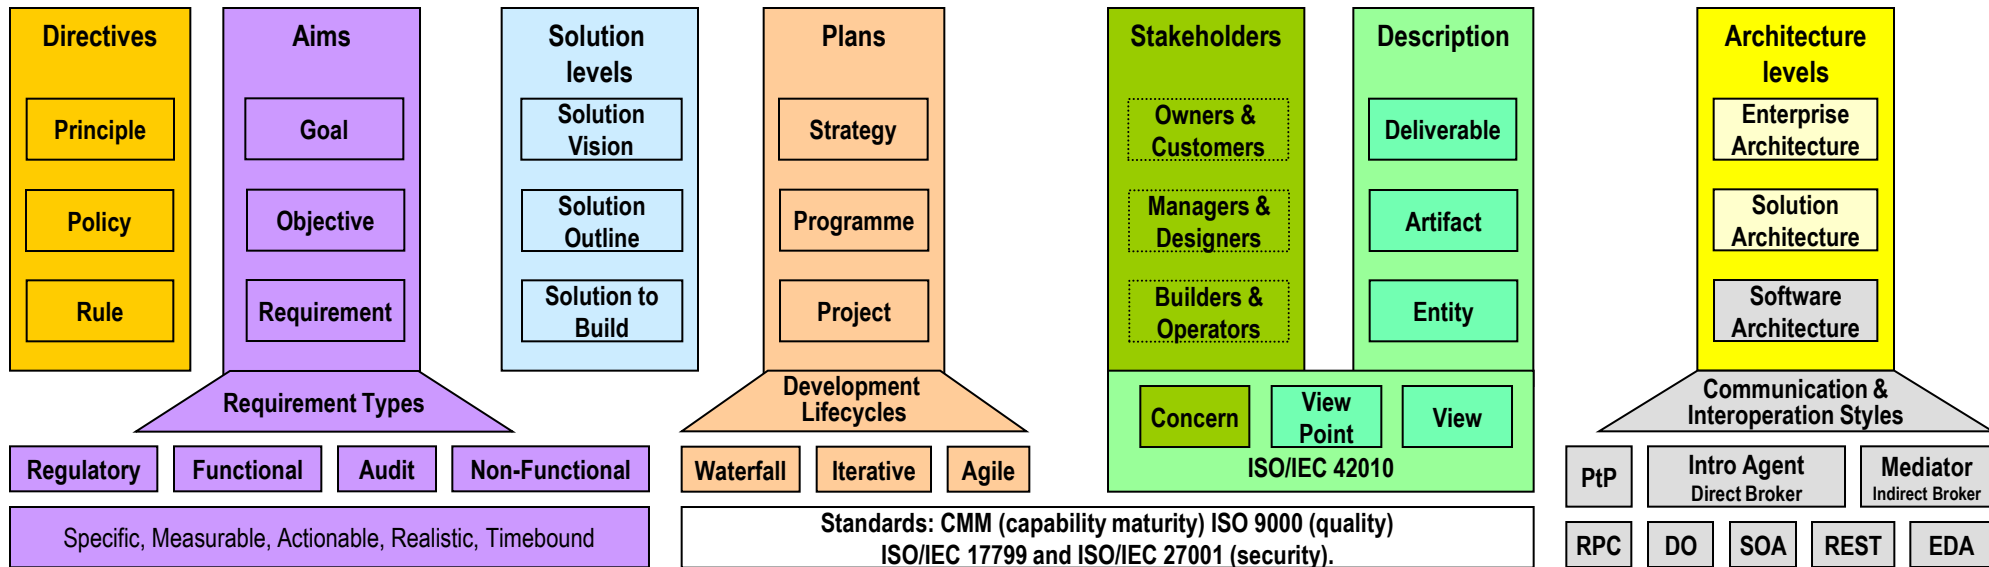 Directives
Principle
Policy
Rule
Aims
Goal
Objective
Requirement
Requirement Types
Regulatory
Functional
Audit
Non-Functional
Specific, Measurable, Actionable, Realistic, Timebound
Solution
levels
Solution
Vision
Solution
Outline
Solution to
Build
Plans
Strategy
Programme
Project
Development
Lifecycles
Waterfall
Iterative
Agile
Standards: CMM (capability maturity) ISO 9000 (quality)
ISO/IEC 17799 and ISO/IEC 27001 (security).
Stakeholders
Owners &
Customers
Managers &
Designers
Builders &
Operators
Description
Deliverable
Artifact
Entity
Concern
View
Point
View
ISO/IEC 42010
Architecture
levels
Enterprise
Architecture
Solution
Architecture
Software
Architecture
Communication &
Interoperation Styles
PtP
Intro Agent
Direct Broker
Mediator
Indirect Broker
RPC
DO
SOA
REST
EDA